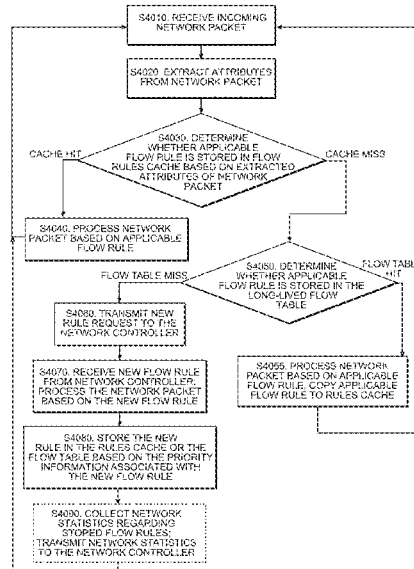 S4010. RECEIVE INCOMING
NETWORK PACKET
S4020. EXTRACT ATTRIBUTES
FROM NETWORK PACKET
S4030. DETERMINE
WHETHER APPLICABLE
FLOW RULE IS STORED IN FLOW
RULES CACHE BASED ON EXTRACTED
ATTRIBUTES OF NETWORK
PACKET
CACHE HIT
CACHE MISS
S4040. PROCESS NETWORK
PACKET BASED ON APPLICABLE
FLOW RULE
S4050. DETERMINE
WHETHER APPLICABLE
FLOW RULE IS STORED IN THE
LONG-LIVED FLOW
TABLE
FLOW TABLE MISS
FLOW TABLE
HIT
S4060. TRANSMIT NEW
RULE REQUEST TO THE
NETWORK CONTROLLER
S4055. PROCESS NETWORK
PACKET BASED ON APPLICABLE
FLOW RULE, COPY APPLICABLE
FLOW RULE TO RULES CACHE
S4070. RECEIVE NEW FLOW RULE
FROM NETWORK CONTROLLER;
PROCESS THE NETWORK PACKET
BASED ON THE NEW FLOW RULE
S4080. STORE THE NEW
RULE IN THE RULES CACHE OR THE
FLOW TABLE BASED ON THE PRIORITY
INFORMATION ASSOCIATED WITH
THE NEW FLOW RULE
S4090. COLLECT NETWORK
STATISTICS REGARDING
STORED FLOW RULES;
TRANSMIT NETWORK STATISTICS
TO THE NETWORK CONTROLLER